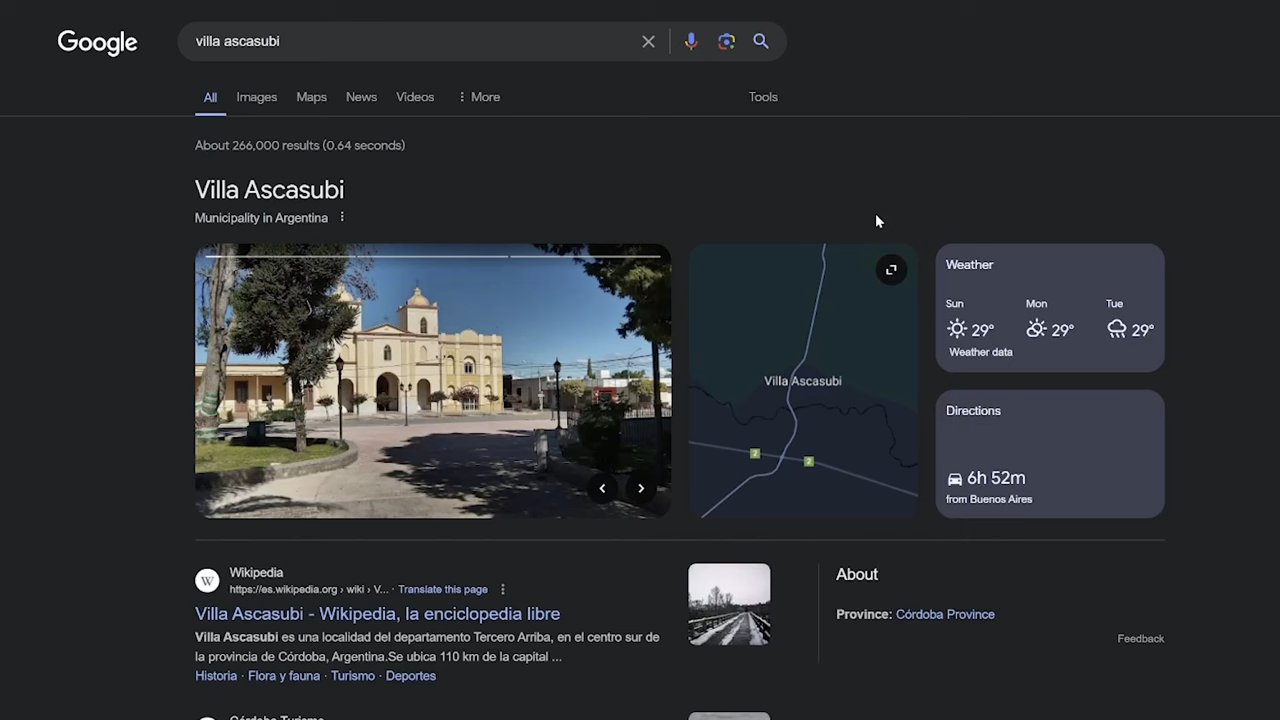 Google
villa ascasubi
All Images Maps News Videos More Tools
About 266,000 results (0.64 seconds)
Villa Ascasubi
Municipality in Argentina
Villa Ascasubi
2 2
Weather
Sun Mon Tue
29° 29° 29°
Weather data
Directions
6h 52m
from Buenos Aires
W
Wikipedia
https://es.wikipedia.org › wiki › V... · Translate this page
Villa Ascasubi - Wikipedia, la enciclopedia libre
Villa Ascasubi es una localidad del departamento Tercero Arriba, en el centro sur de
la provincia de Córdoba, Argentina.Se ubica 110 km de la capital ...
Historia · Flora y fauna · Turismo · Deportes
About
Province: Córdoba Province
Feedback
Córdoba Turismo